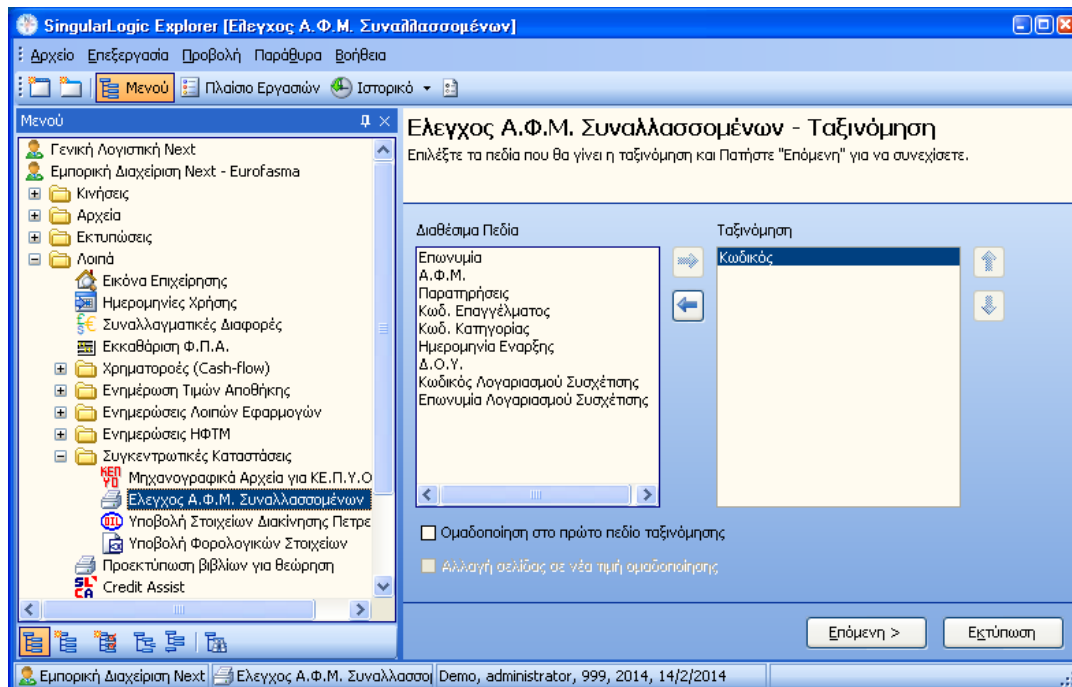 SingularLogic Explorer [Ελεγχος Α.Φ.Μ. Συναλλασσομένων]
Αρχείο Επεξεργασία Προβολή Παράθυρα Βοήθεια
Μενού Πλαίσιο Εργασιών Ιστορικό
Μενού
Γενική Λογιστική Next
Εμπορική Διαχείριση Next - Eurofasma
Κινήσεις
Αρχεία
Εκτυπώσεις
Λοιπά
Εικόνα Επιχείρησης
Ημερομηνίες Χρήσης
Συναλλαγματικές Διαφορές
Εκκαθάριση Φ.Π.Α.
Χρηματοροές (Cash-flow)
Ενημέρωση Τιμών Αποθήκης
Ενημερώσεις Λοιπών Εφαρμογών
Ενημερώσεις ΗΦΤΜ
Συγκεντρωτικές Καταστάσεις
ΚΕΠ ΥΟ Μηχανογραφικά Αρχεία για ΚΕ.Π.Υ.Ο
Ελεγχος Α.Φ.Μ. Συναλλασσομένων
OIL Υποβολή Στοιχείων Διακίνησης Πετρε
Υποβολή Φορολογικών Στοιχείων
Προεκτύπωση βιβλίων για θεώρηση
SL CA Credit Assist
Ελεγχος Α.Φ.Μ. Συναλλασσομένων - Ταξινόμηση
Επιλέξτε τα πεδία που θα γίνει η ταξινόμηση και Πατήστε "Επόμενη" για να συνεχίσετε.
Διαθέσιμα Πεδία
Επωνυμία
Α.Φ.Μ.
Παρατηρήσεις
Κωδ. Επαγγέλματος
Κωδ. Κατηγορίας
Ημερομηνία Εναρξης
Δ.Ο.Υ.
Κωδικός Λογαριασμού Συσχέτισης
Επωνυμία Λογαριασμού Συσχέτισης
Ταξινόμηση
Κωδικός
Ομαδοποίηση στο πρώτο πεδίο ταξινόμησης
Αλλαγή σελίδας σε νέα τιμή ομαδοποίησης
Επόμενη > Εκτύπωση
Εμπορική Διαχείριση Next Ελεγχος Α.Φ.Μ. Συναλλασσο Demo, administrator, 999, 2014, 14/2/2014